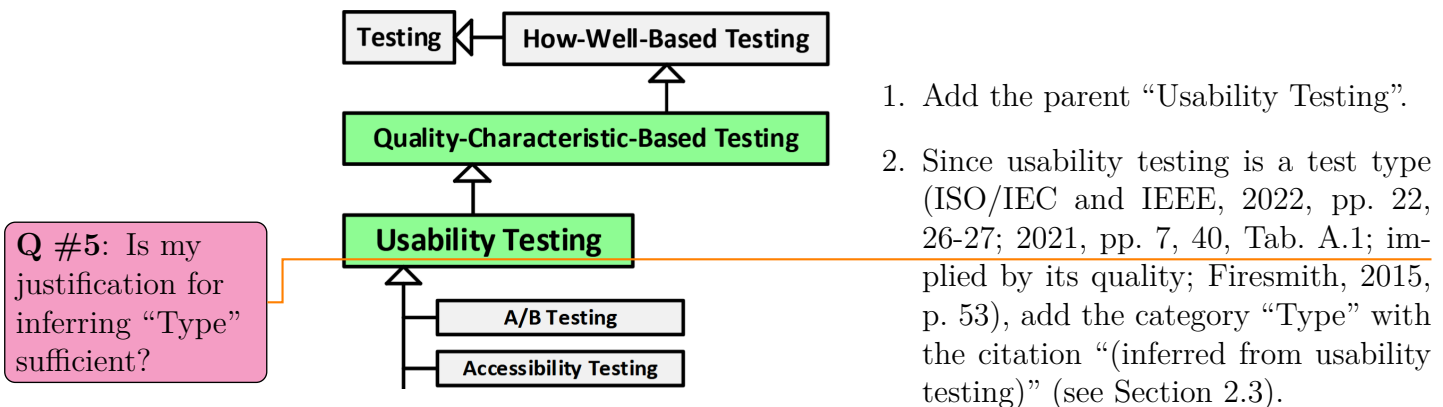 Testing
How-Well-Based Testing
Quality-Characteristic-Based Testing
Usability Testing
A/B Testing
Accessibility Testing
Q #5: Is my
justification for
inferring “Type”
sufficient?
1. Add the parent “Usability Testing”.
2. Since usability testing is a test type
(ISO/IEC and IEEE, 2022, pp. 22,
26-27; 2021, pp. 7, 40, Tab. A.1; im-
plied by its quality; Firesmith, 2015,
p. 53), add the category “Type” with
the citation “(inferred from usability
testing)” (see Section 2.3).